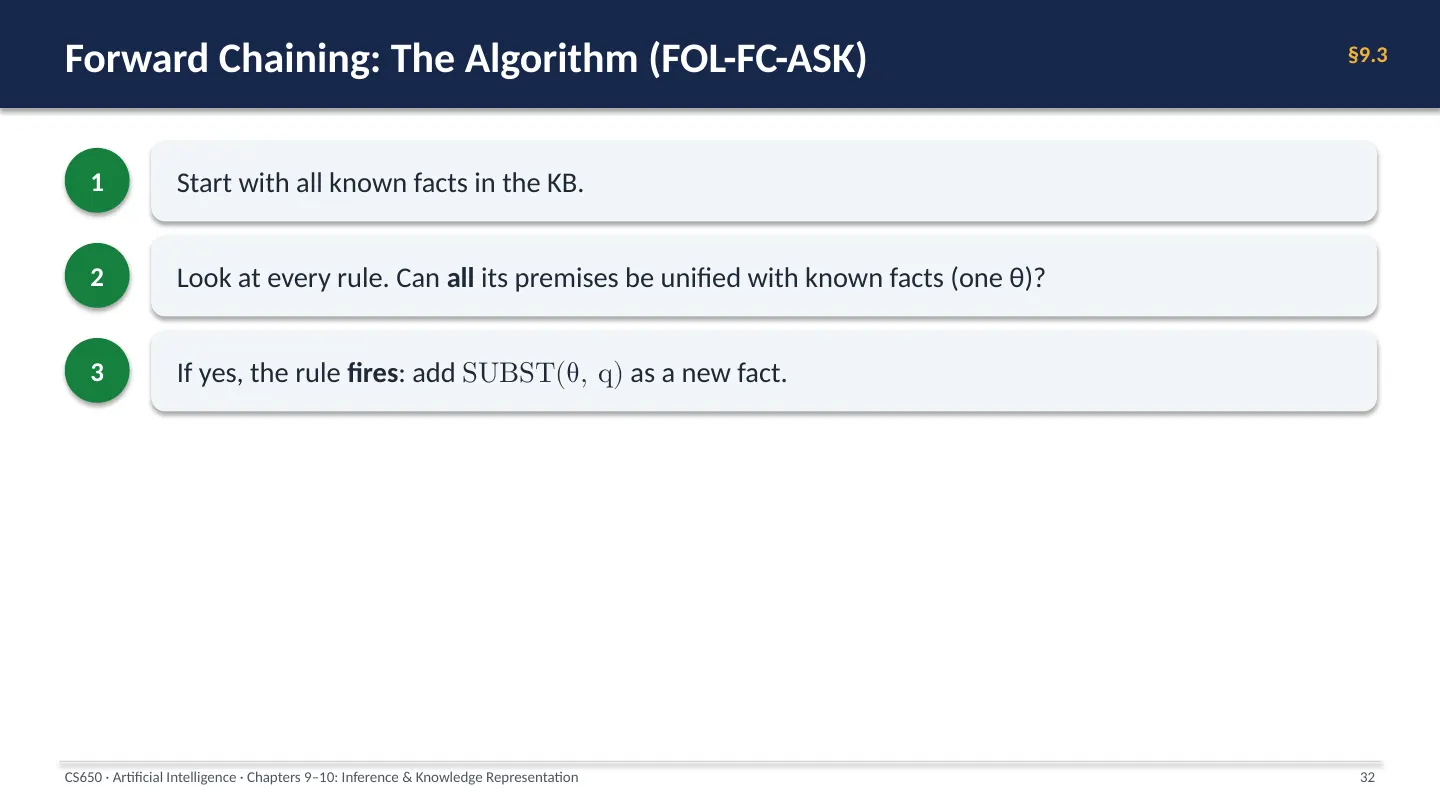 Forward Chaining: The Algorithm (FOL-FC-ASK)
§9.3
1
Start with all known facts in the KB.
2
Look at every rule. Can all its premises be unified with known facts (one θ)?
3
If yes, the rule fires: add SUBST(θ, q) as a new fact.
CS650 · Artificial Intelligence · Chapters 9–10: Inference & Knowledge Representation
32